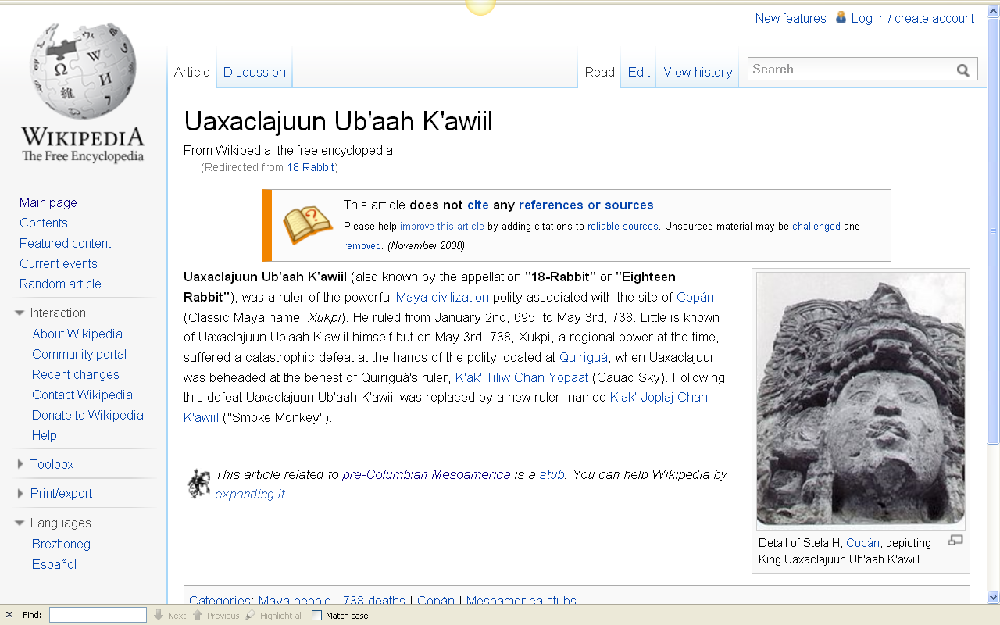 New features Log in / create account
Article Discussion Read Edit View history Search
WIKIPEDIA
The Free Encyclopedia
Main page
Contents
Featured content
Current events
Random article
Interaction
About Wikipedia
Community portal
Recent changes
Contact Wikipedia
Donate to Wikipedia
Help
Toolbox
Print/export
Languages
Brezhoneg
Español
Uaxaclajuun Ub'aah K'awiil
From Wikipedia, the free encyclopedia
(Redirected from 18 Rabbit)
This article does not cite any references or sources.
Please help improve this article by adding citations to reliable sources. Unsourced material may be challenged and
removed. (November 2008)
Uaxaclajuun Ub'aah K'awiil (also known by the appellation "18-Rabbit" or "Eighteen
Rabbit"), was a ruler of the powerful Maya civilization polity associated with the site of Copán
(Classic Maya name: Xukpi). He ruled from January 2nd, 695, to May 3rd, 738. Little is known
of Uaxaclajuun Ub'aah K'awiil himself but on May 3rd, 738, Xukpi, a regional power at the time,
suffered a catastrophic defeat at the hands of the polity located at Quiriguá, when Uaxaclajuun
was beheaded at the behest of Quiriguá's ruler, K'ak' Tiliw Chan Yopaat (Cauac Sky). Following
this defeat Uaxaclajuun Ub'aah K'awiil was replaced by a new ruler, named K'ak' Joplaj Chan
K'awiil ("Smoke Monkey").
This article related to pre-Columbian Mesoamerica is a stub. You can help Wikipedia by
expanding it.
Detail of Stela H, Copán, depicting
King Uaxaclajuun Ub'aah K'awiil.
Categories: Maya people | 738 deaths | Copán | Mesoamerica stubs
Find: Next Previous Highlight all Match case